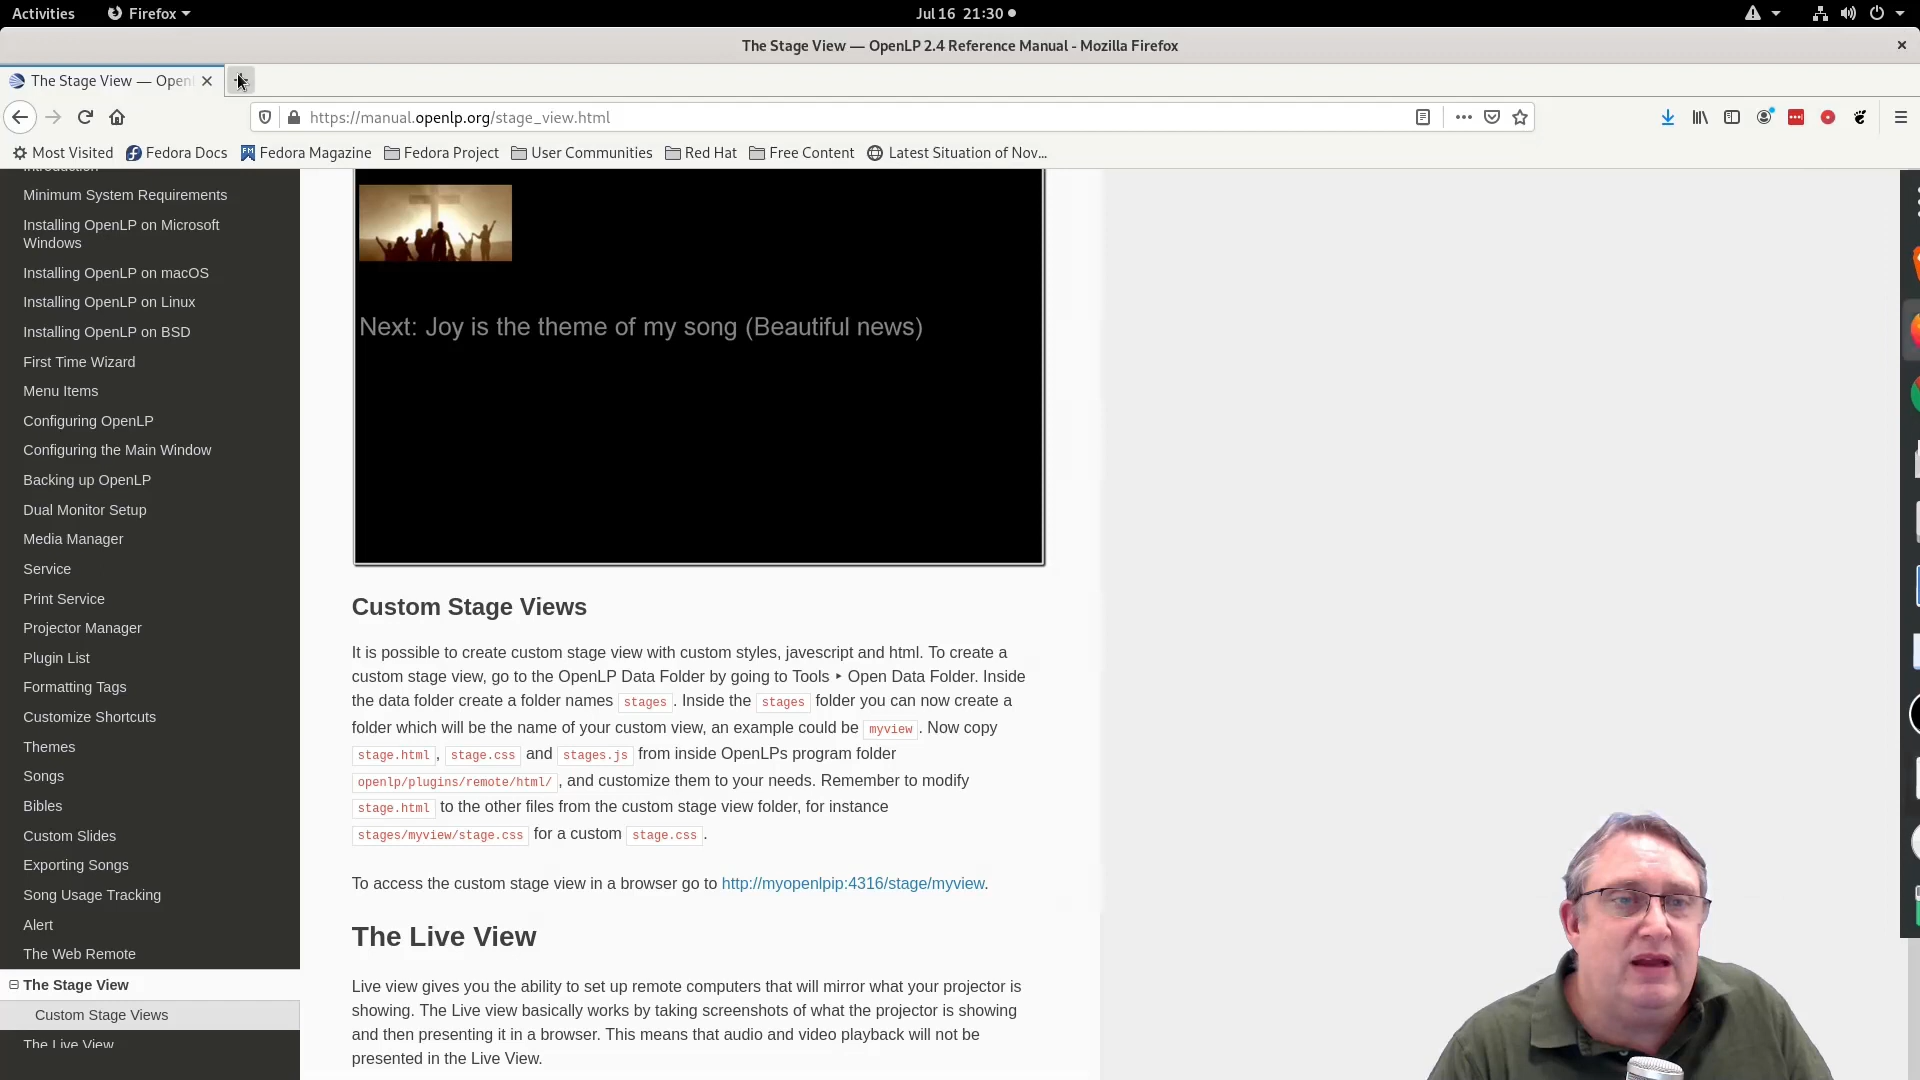 Activities
Firefox
Jul 16 21:30
The Stage View — OpenLP 2.4 Reference Manual - Mozilla Firefox
The Stage View — Open
https://manual.openlp.org/stage_view.html
Most Visited
Fedora Docs
Fedora Magazine
Fedora Project
User Communities
Red Hat
Free Content
Latest Situation of Nov...
Introduction
Minimum System Requirements
Installing OpenLP on Microsoft
Windows
Installing OpenLP on macOS
Installing OpenLP on Linux
Installing OpenLP on BSD
First Time Wizard
Menu Items
Configuring OpenLP
Configuring the Main Window
Backing up OpenLP
Dual Monitor Setup
Media Manager
Service
Print Service
Projector Manager
Plugin List
Formatting Tags
Customize Shortcuts
Themes
Songs
Bibles
Custom Slides
Exporting Songs
Song Usage Tracking
Alert
The Web Remote
The Stage View
Custom Stage Views
The Live View
Next: Joy is the theme of my song (Beautiful news)
Custom Stage Views
It is possible to create custom stage view with custom styles, javescript and html. To create a
custom stage view, go to the OpenLP Data Folder by going to Tools ‣ Open Data Folder. Inside
the data folder create a folder names stages. Inside the stages folder you can now create a
folder which will be the name of your custom view, an example could be myview. Now copy
stage.html, stage.css and stages.js from inside OpenLPs program folder
openlp/plugins/remote/html/, and customize them to your needs. Remember to modify
stage.html to the other files from the custom stage view folder, for instance
stages/myview/stage.css for a custom stage.css.
To access the custom stage view in a browser go to http://myopenlpip:4316/stage/myview.
The Live View
Live view gives you the ability to set up remote computers that will mirror what your projector is
showing. The Live view basically works by taking screenshots of what the projector is showing
and then presenting it in a browser. This means that audio and video playback will not be
presented in the Live View.